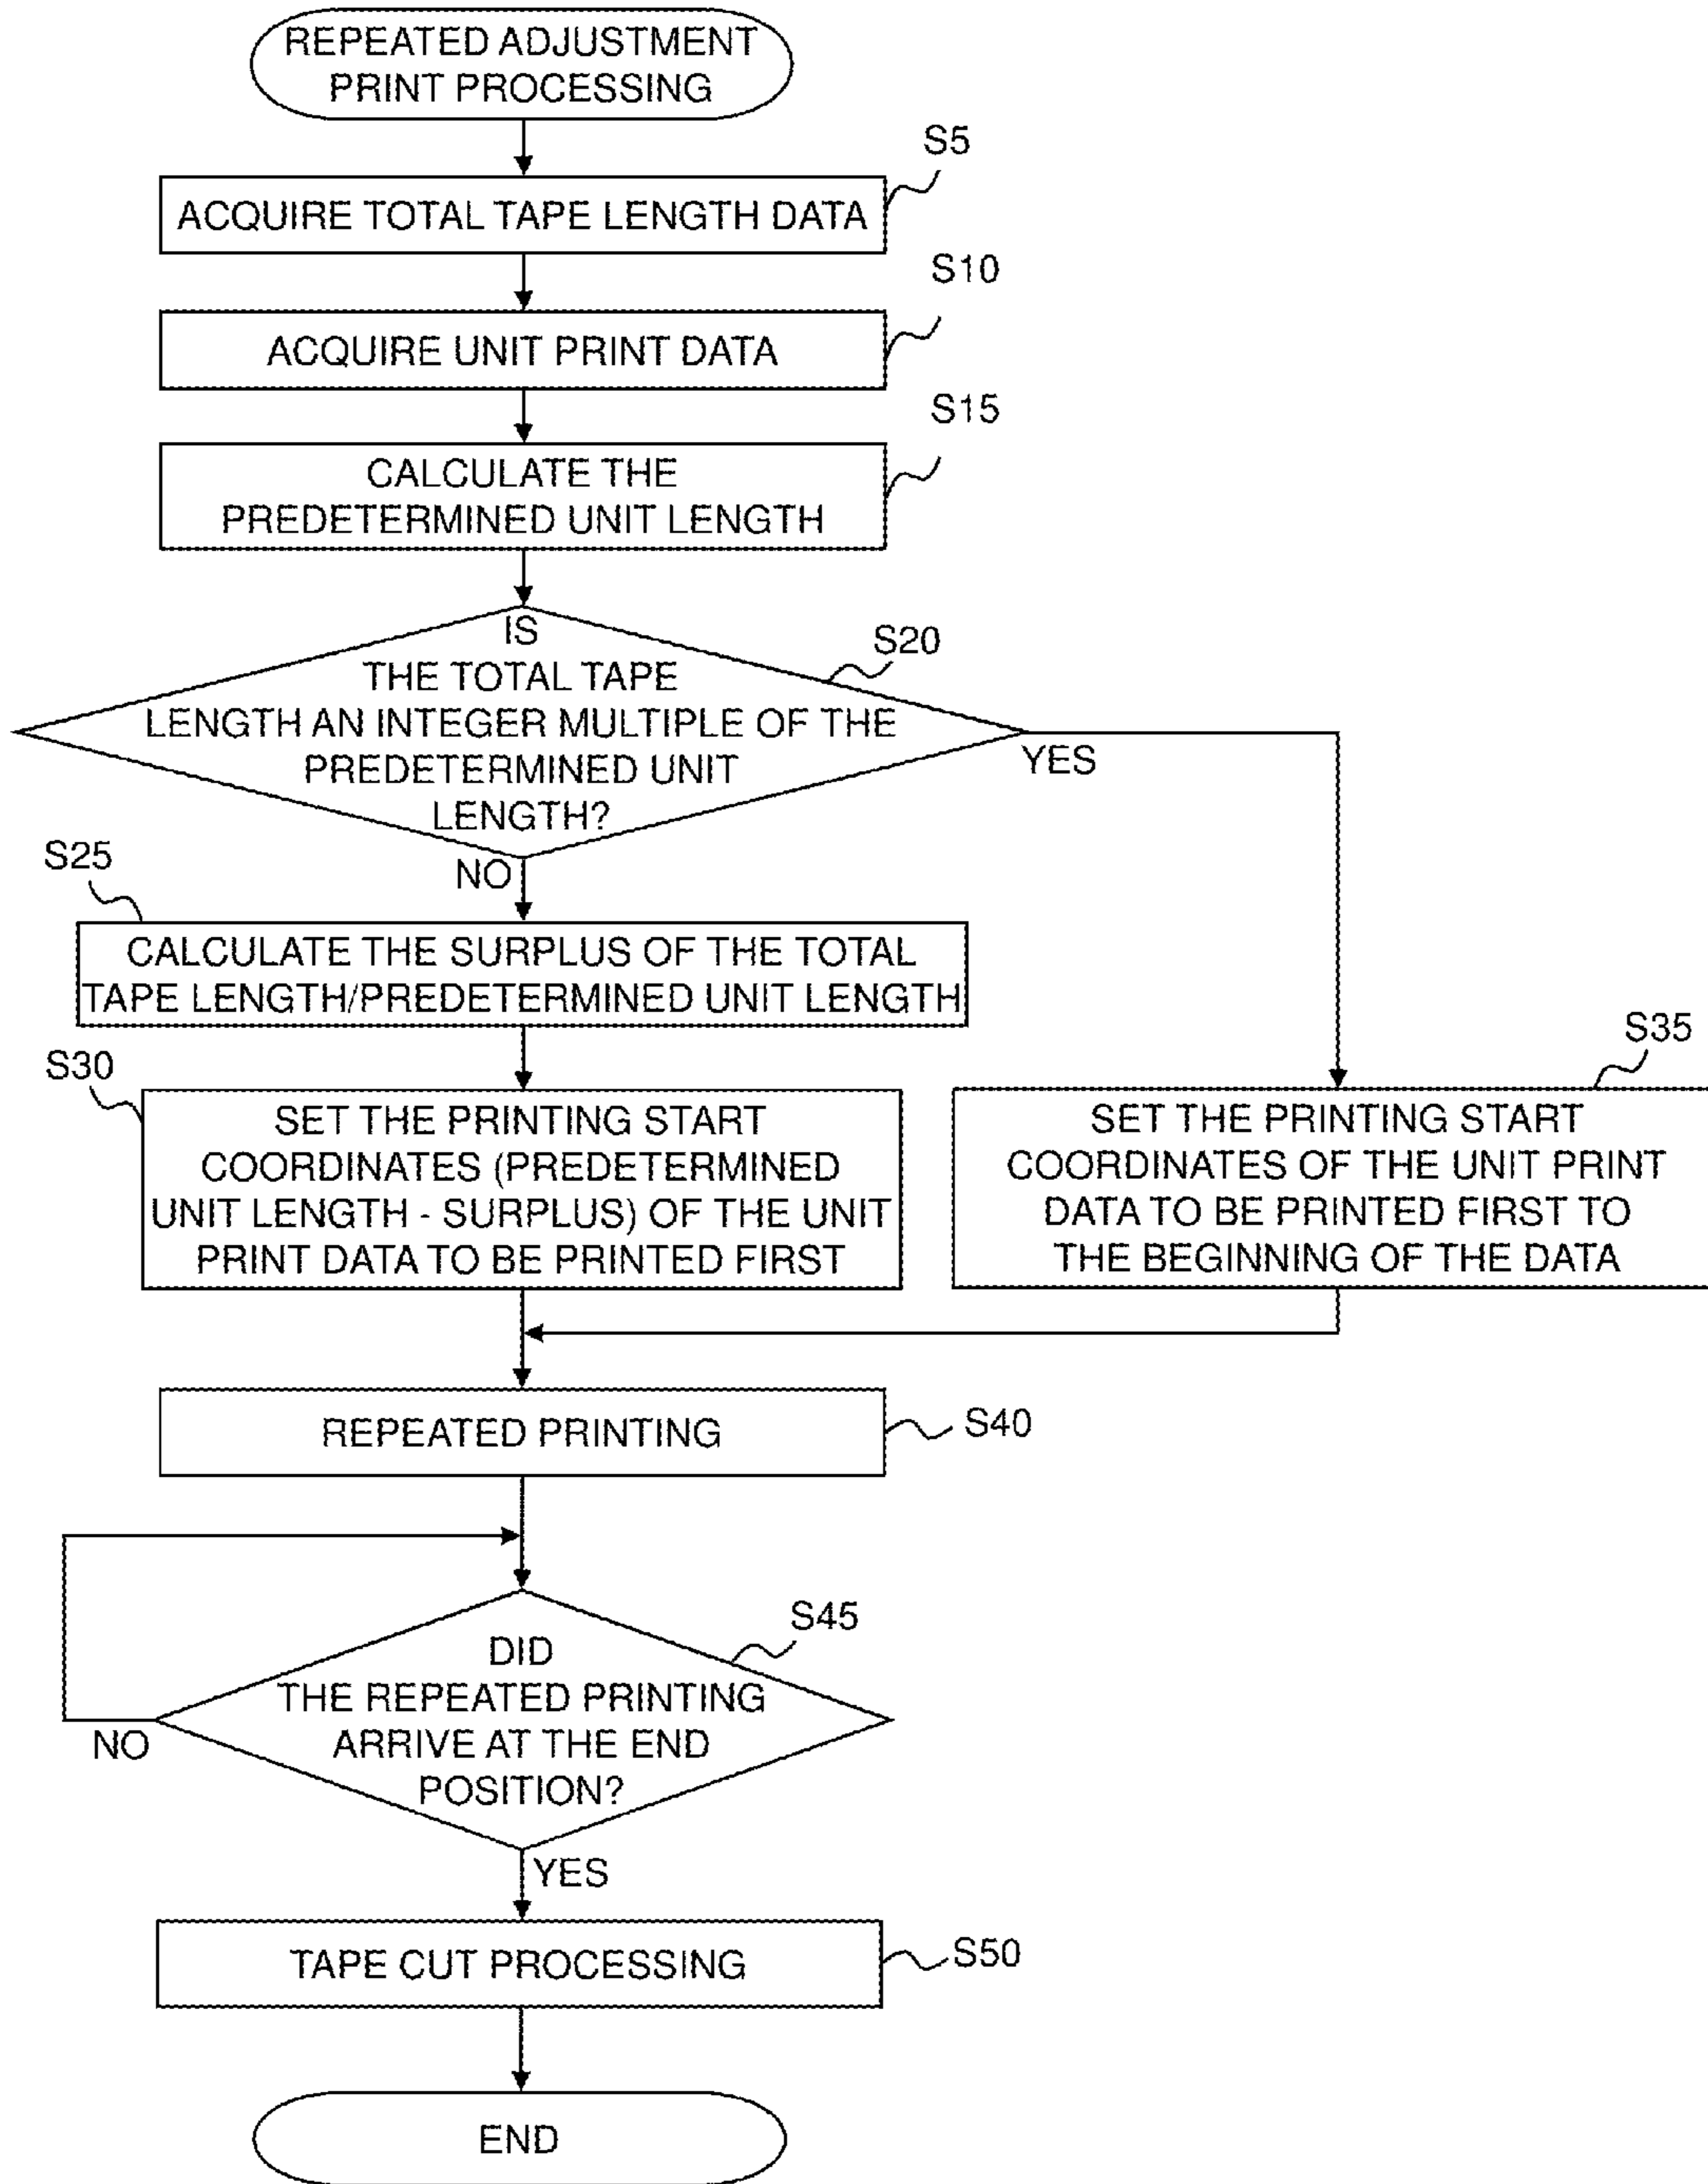 REPEATED ADJUSTMENT
PRINT PROCESSING
S5
ACQUIRE TOTAL TAPE LENGTH DATA
S10
ACQUIRE UNIT PRINT DATA
S15
CALCULATE THE
PREDETERMINED UNIT LENGTH
S20
IS
THE TOTAL TAPE
LENGTH AN INTEGER MULTIPLE OF THE
PREDETERMINED UNIT
LENGTH?
YES
NO
S25
CALCULATE THE SURPLUS OF THE TOTAL
TAPE LENGTH/PREDETERMINED UNIT LENGTH
S30
SET THE PRINTING START
COORDINATES (PREDETERMINED
UNIT LENGTH - SURPLUS) OF THE UNIT
PRINT DATA TO BE PRINTED FIRST
S35
SET THE PRINTING START
COORDINATES OF THE UNIT PRINT
DATA TO BE PRINTED FIRST TO
THE BEGINNING OF THE DATA
REPEATED PRINTING
S40
S45
DID
THE REPEATED PRINTING
ARRIVE AT THE END
POSITION?
NO
YES
TAPE CUT PROCESSING
S50
END